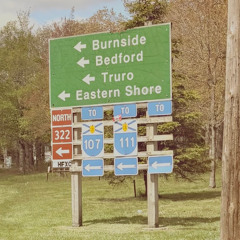 Burnside
Bedford
Truro
Eastern Shore
TO TO TO
NORTH
322
107 111